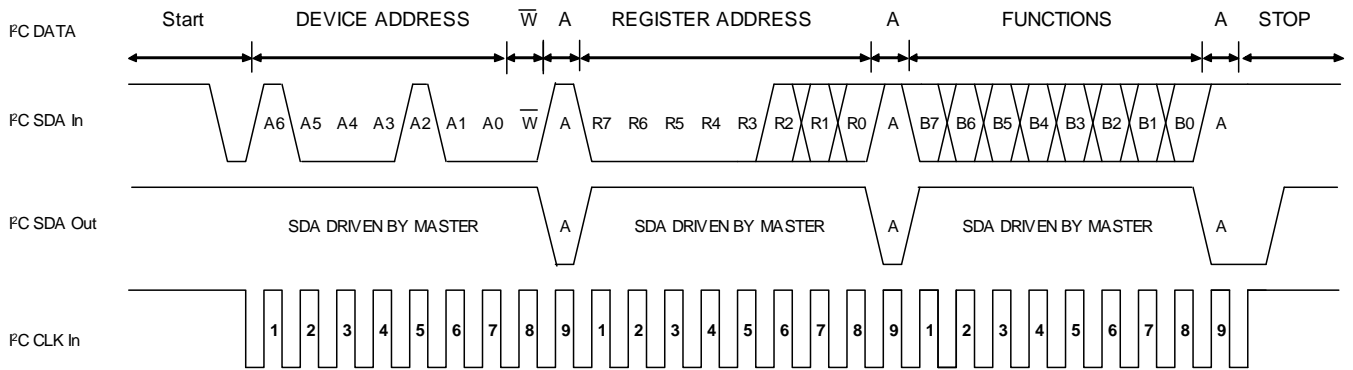 I²C DATA Start DEVICE ADDRESS W̅ A REGISTER ADDRESS A FUNCTIONS A STOP
I²C SDA In A6 A5 A4 A3 A2 A1 A0 W̅ A R7 R6 R5 R4 R3 R2 R1 R0 A B7 B6 B5 B4 B3 B2 B1 B0 A
I²C SDA Out SDA DRIVEN BY MASTER A SDA DRIVEN BY MASTER A SDA DRIVEN BY MASTER A
I²C CLK In 1 2 3 4 5 6 7 8 9 1 2 3 4 5 6 7 8 9 1 2 3 4 5 6 7 8 9